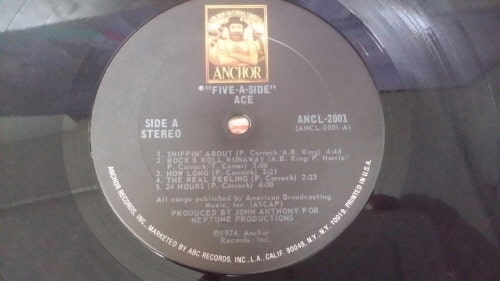 ANCHOR
*"FIVE-A-SIDE"
ACE
SIDE A
STEREO
ANCL-2001
(ANCL-2001-A)
1. SNIFFIN' ABOUT (P. Carrack/A.B. King) 4:44
2. ROCK & ROLL RUNAWAY (A.B. King/P. Harris/
P. Carrack/T. Comer) 3:06
3. HOW LONG (P. Carrack) 3:21
4. THE REAL FEELING (P. Carrack) 2:23
5. 24 HOURS (P. Carrack) 4:00
All songs published by American Broadcasting
Music, Inc. (ASCAP)
PRODUCED BY JOHN ANTHONY FOR
NEPTUNE PRODUCTIONS
℗1974, Anchor
Records, Inc.
ANCHOR RECORDS, INC., MARKETED BY ABC RECORDS, INC., L.A., CALIF. 90048, N.Y., N.Y. 10019, PRINTED IN U.S.A.